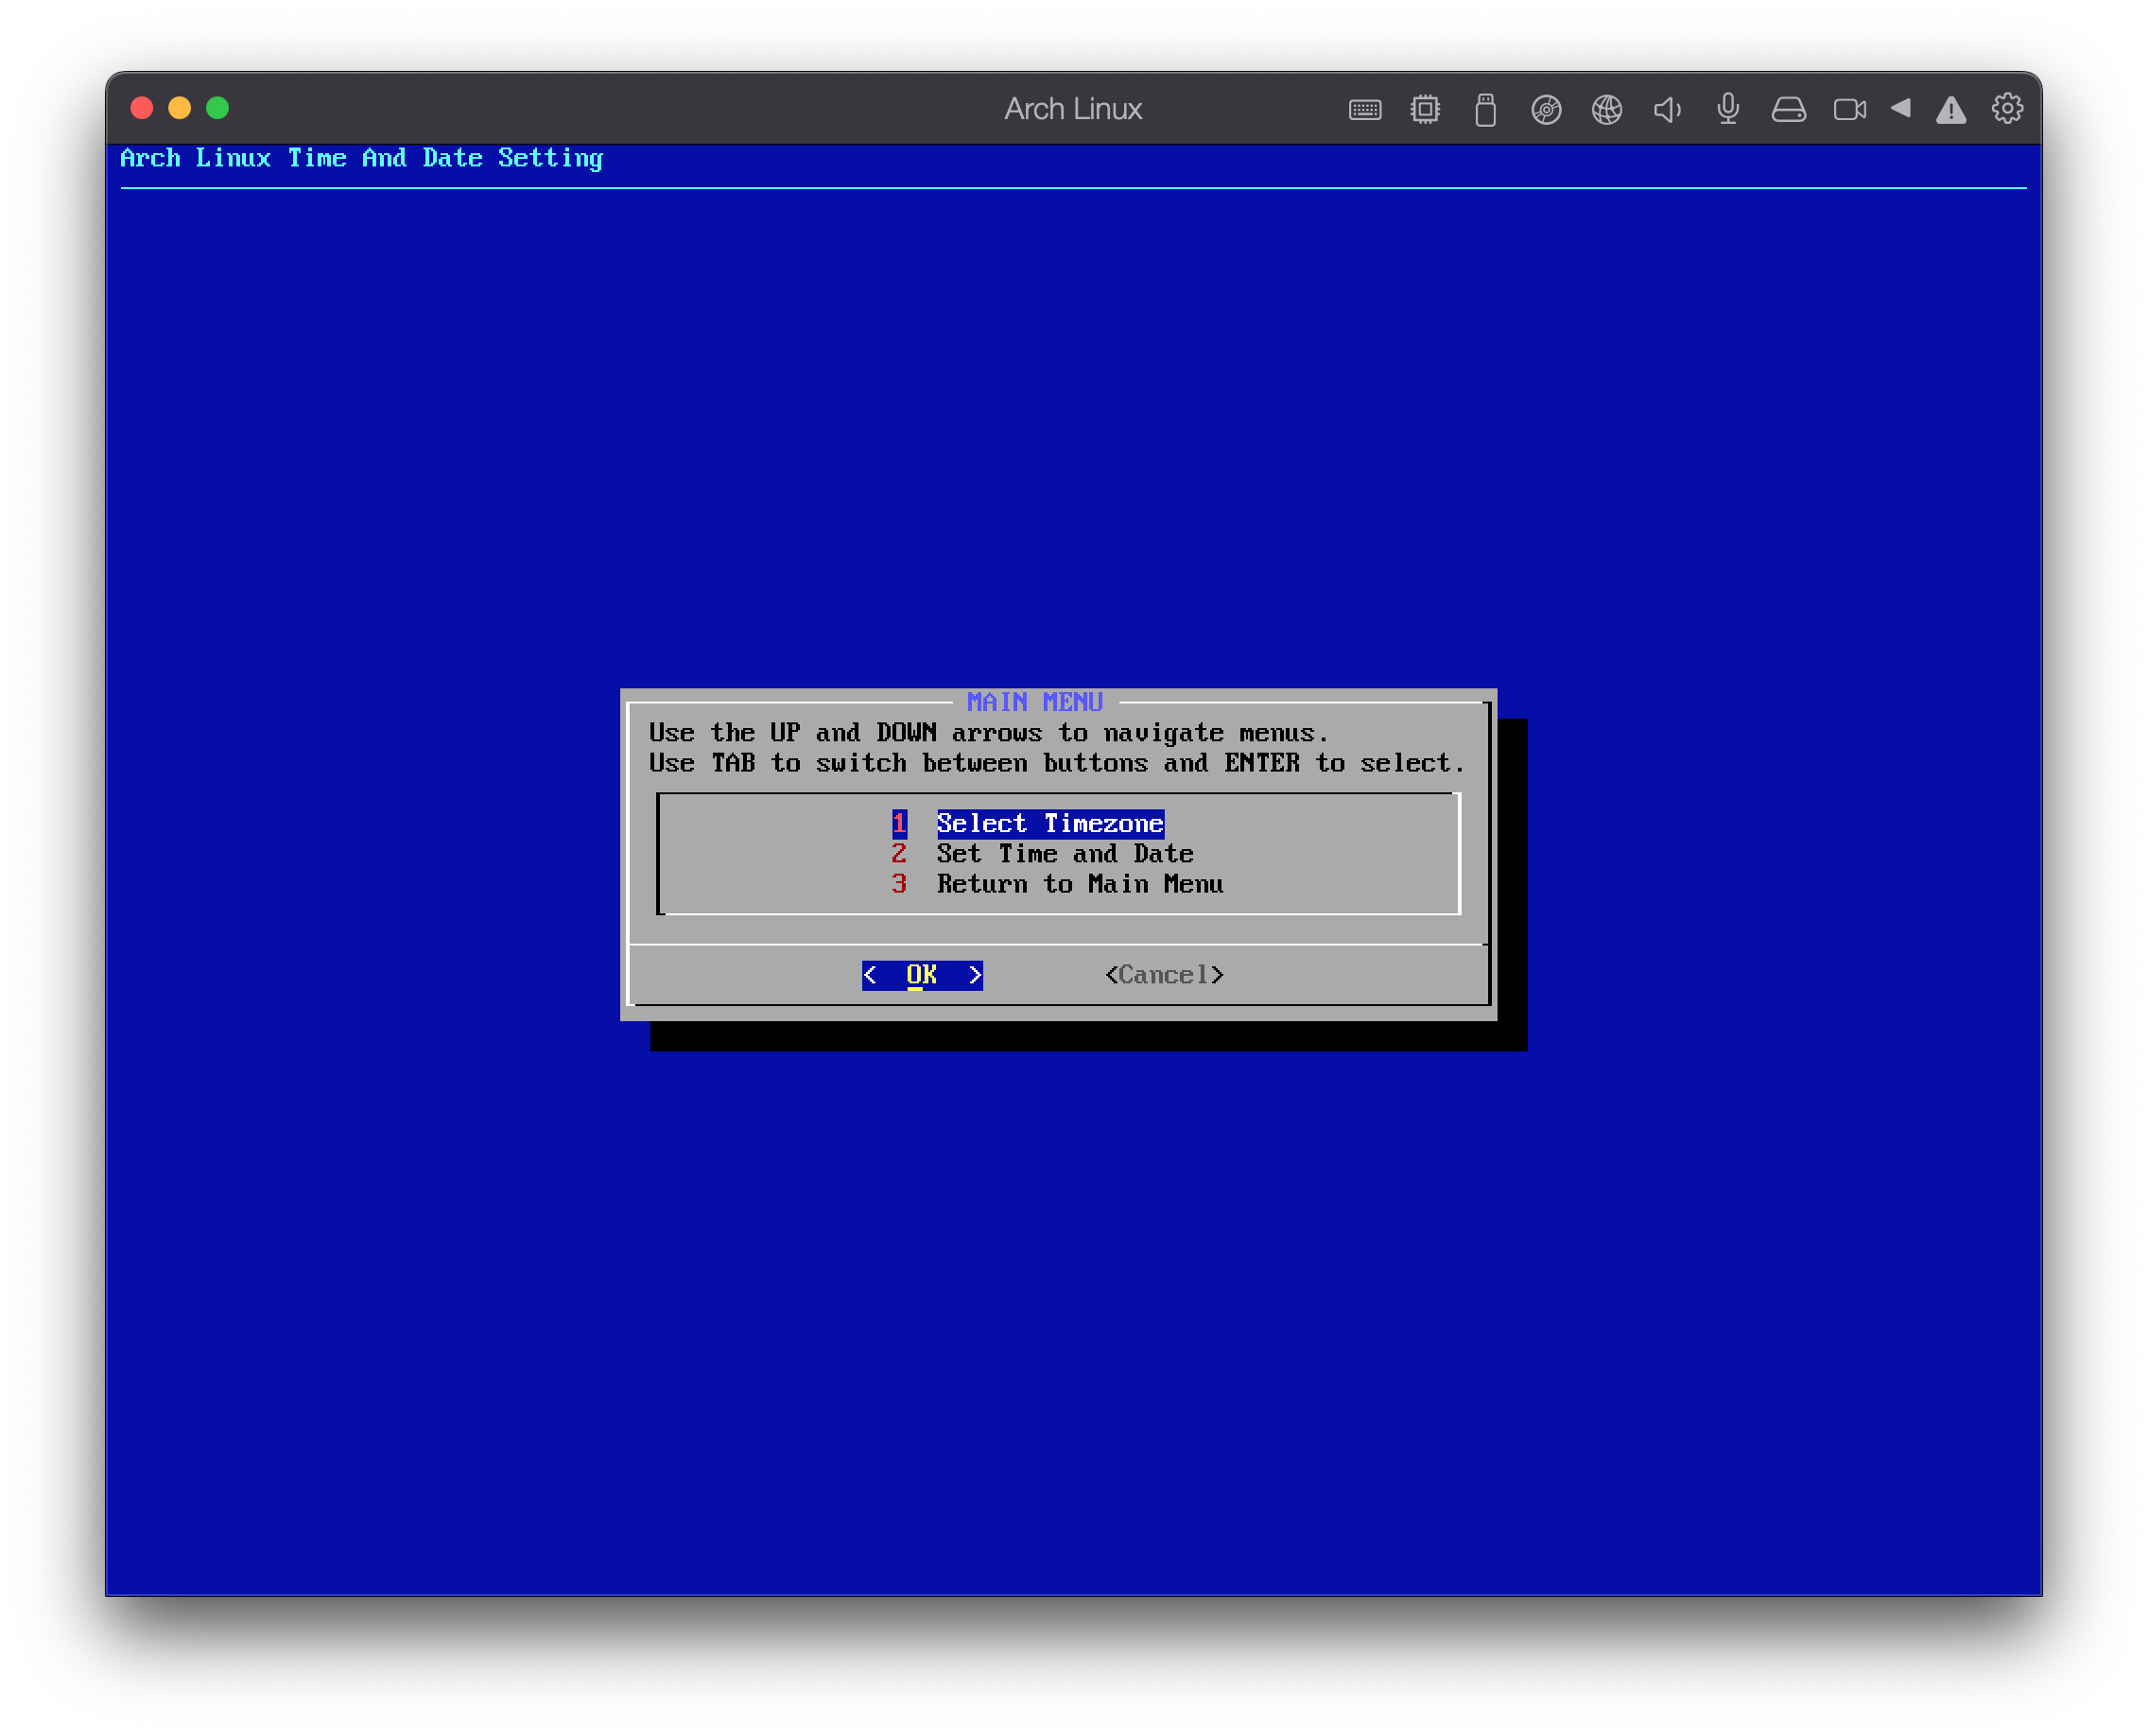 Arch Linux
Arch Linux Time And Date Setting
MAIN MENU
Use the UP and DOWN arrows to navigate menus.
Use TAB to switch between buttons and ENTER to select.
1 Select Timezone
2 Set Time and Date
3 Return to Main Menu
< OK > <Cancel>